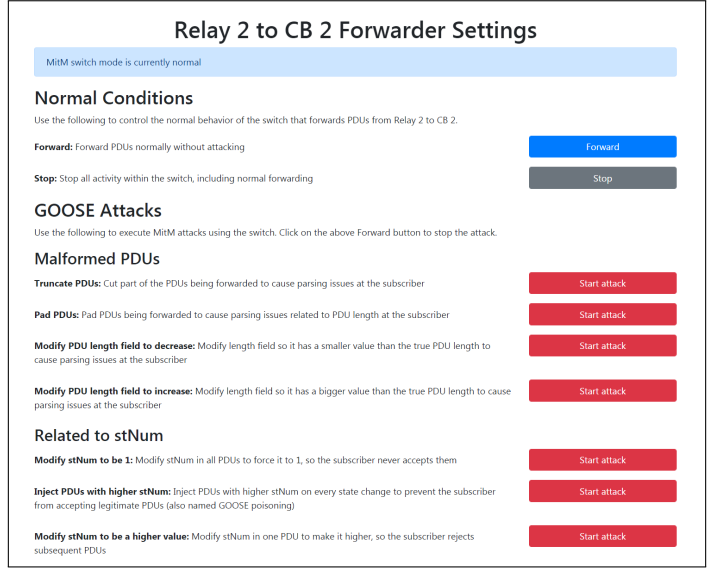 Relay 2 to CB 2 Forwarder Settings
MitM switch mode is currently normal
Normal Conditions
Use the following to control the normal behavior of the switch that forwards PDUs from Relay 2 to CB 2.
Forward: Forward PDUs normally without attacking
Forward
Stop: Stop all activity within the switch, including normal forwarding
Stop
GOOSE Attacks
Use the following to execute MitM attacks using the switch. Click on the above Forward button to stop the attack.
Malformed PDUs
Truncate PDUs: Cut part of the PDUs being forwarded to cause parsing issues at the subscriber
Start attack
Pad PDUs: Pad PDUs being forwarded to cause parsing issues related to PDU length at the subscriber
Start attack
Modify PDU length field to decrease: Modify length field so it has a smaller value than the true PDU length to
cause parsing issues at the subscriber
Start attack
Modify PDU length field to increase: Modify length field so it has a bigger value than the true PDU length to cause
parsing issues at the subscriber
Start attack
Related to stNum
Modify stNum to be 1: Modify stNum in all PDUs to force it to 1, so the subscriber never accepts them
Start attack
Inject PDUs with higher stNum: Inject PDUs with higher stNum on every state change to prevent the subscriber
from accepting legitimate PDUs (also named GOOSE poisoning)
Start attack
Modify stNum to be a higher value: Modify stNum in one PDU to make it higher, so the subscriber rejects
subsequent PDUs
Start attack